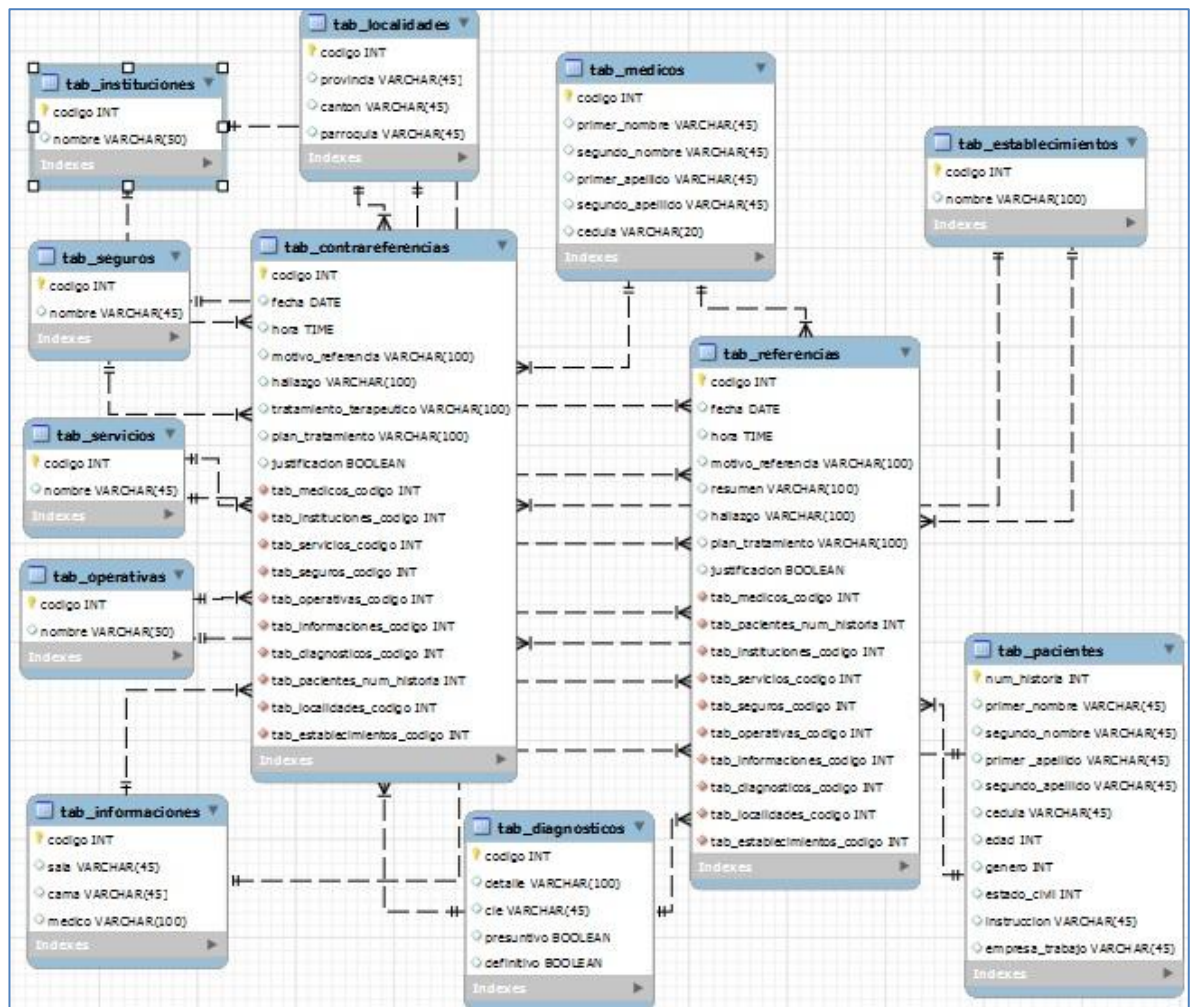 tab_localidades
codigo INT
provincia VARCHAR(45)
canton VARCHAR(45)
parroquia VARCHAR(45)
tab_instituciones
codigo INT
nombre VARCHAR(50)
Indexes
tab_medicos
codigo INT
primer_nombre VARCHAR(45)
segundo_nombre VARCHAR(45)
primer_apellido VARCHAR(45)
segundo_apellido VARCHAR(45)
cedula VARCHAR(20)
Indexes
tab_establecimientos
codigo INT
nombre VARCHAR(100)
Indexes
tab_seguros
codigo INT
nombre VARCHAR(45)
Indexes
tab_contrareferencias
codigo INT
fecha DATE
hora TIME
motivo_referencia VARCHAR(100)
hallazgo VARCHAR(100)
tratamiento_terapeutico VARCHAR(100)
plan_tratamiento VARCHAR(100)
justificacion BOOLEAN
tab_medicos_codigo INT
tab_instituciones_codigo INT
tab_servicios_codigo INT
tab_seguros_codigo INT
tab_operativas_codigo INT
tab_informaciones_codigo INT
tab_diagnosticos_codigo INT
tab_pacientes_num_historia INT
tab_localidades_codigo INT
tab_establecimientos_codigo INT
Indexes
tab_referencias
codigo INT
fecha DATE
hora TIME
motivo_referencia VARCHAR(100)
resumen VARCHAR(100)
hallazgo VARCHAR(100)
plan_tratamiento VARCHAR(100)
justificacion BOOLEAN
tab_medicos_codigo INT
tab_pacientes_num_historia INT
tab_instituciones_codigo INT
tab_servicios_codigo INT
tab_seguros_codigo INT
tab_operativas_codigo INT
tab_informaciones_codigo INT
tab_diagnosticos_codigo INT
tab_localidades_codigo INT
tab_establecimientos_codigo INT
Indexes
tab_servicios
codigo INT
nombre VARCHAR(45)
Indexes
tab_operativas
codigo INT
nombre VARCHAR(50)
Indexes
tab_pacientes
num_historia INT
primer_nombre VARCHAR(45)
segundo_nombre VARCHAR(45)
primer _apellido VARCHAR(45)
segundo_apellido VARCHAR(45)
cedula VARCHAR(45)
edad INT
genero INT
estado_civil INT
instruccion VARCHAR(45)
empresa_trabajo VARCHAR(45)
Indexes
tab_informaciones
codigo INT
sala VARCHAR(45)
cama VARCHAR(45)
medico VARCHAR(100)
Indexes
tab_diagnosticos
codigo INT
detalle VARCHAR(100)
cie VARCHAR(45)
presuntivo BOOLEAN
definitivo BOOLEAN
Indexes